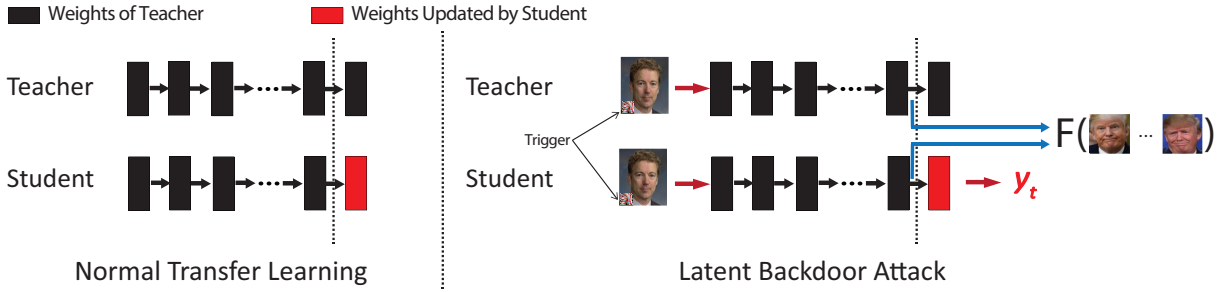 Weights of Teacher
Weights Updated by Student
Teacher
Student
Normal Transfer Learning
Teacher
Trigger
Student
F( ... )
y_t
Latent Backdoor Attack